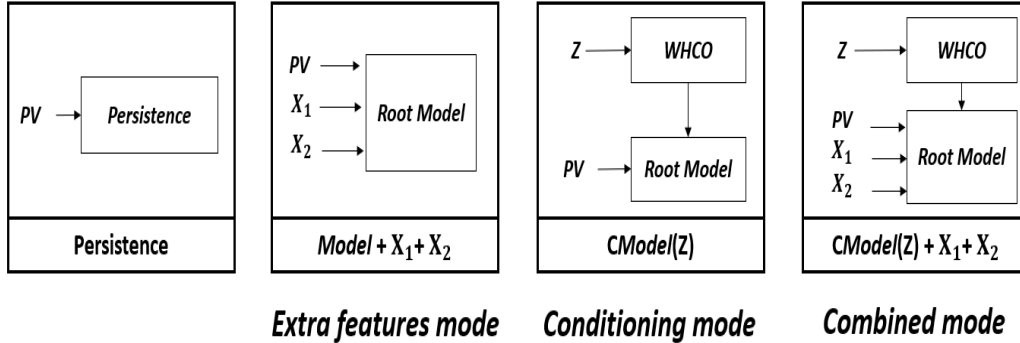 PV
Persistence
Persistence
PV
X₁
X₂
Root Model
Model + X₁+ X₂
Extra features mode
Z
WHCO
PV
Root Model
CModel(Z)
Conditioning mode
Z
WHCO
PV
X₁
X₂
Root Model
CModel(Z) + X₁+ X₂
Combined mode